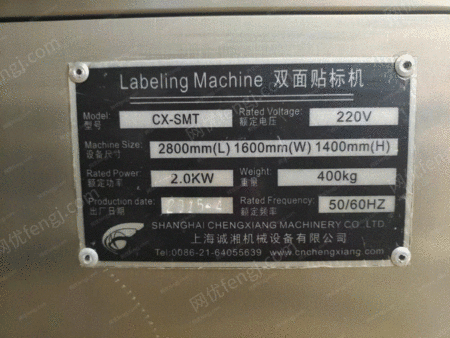 Labeling Machine 双面贴标机
Model: CX-SMT Rated Voltage: 220V
型号 额定电压
Machine Size: 2800mm(L) 1600mm(W) 1400mm(H)
设备尺寸
Rated Power: 2.0KW Weight: 400kg
额定功率 重量
Production date: Rated Frequency: 50/60HZ
出厂日期 额定频率
SHANGHAI CHENGXIANG MACHINERY CO.,LTD
上海诚湘机械设备有限公司
Tel:0086-21-64055639 www.cnchengxiang.com